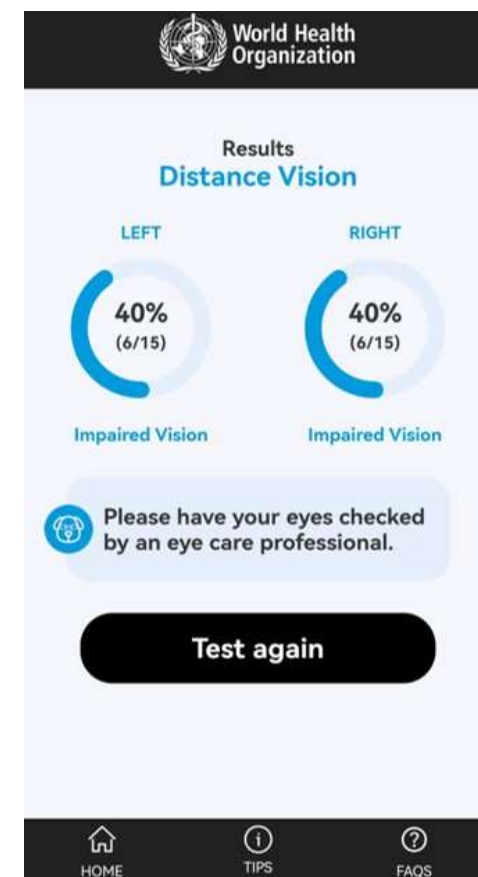 World Health
Organization
Results
Distance Vision
LEFT
RIGHT
40%
(6/15)
40%
(6/15)
Impaired Vision
Impaired Vision
Please have your eyes checked
by an eye care professional.
Test again
HOME
TIPS
FAQS